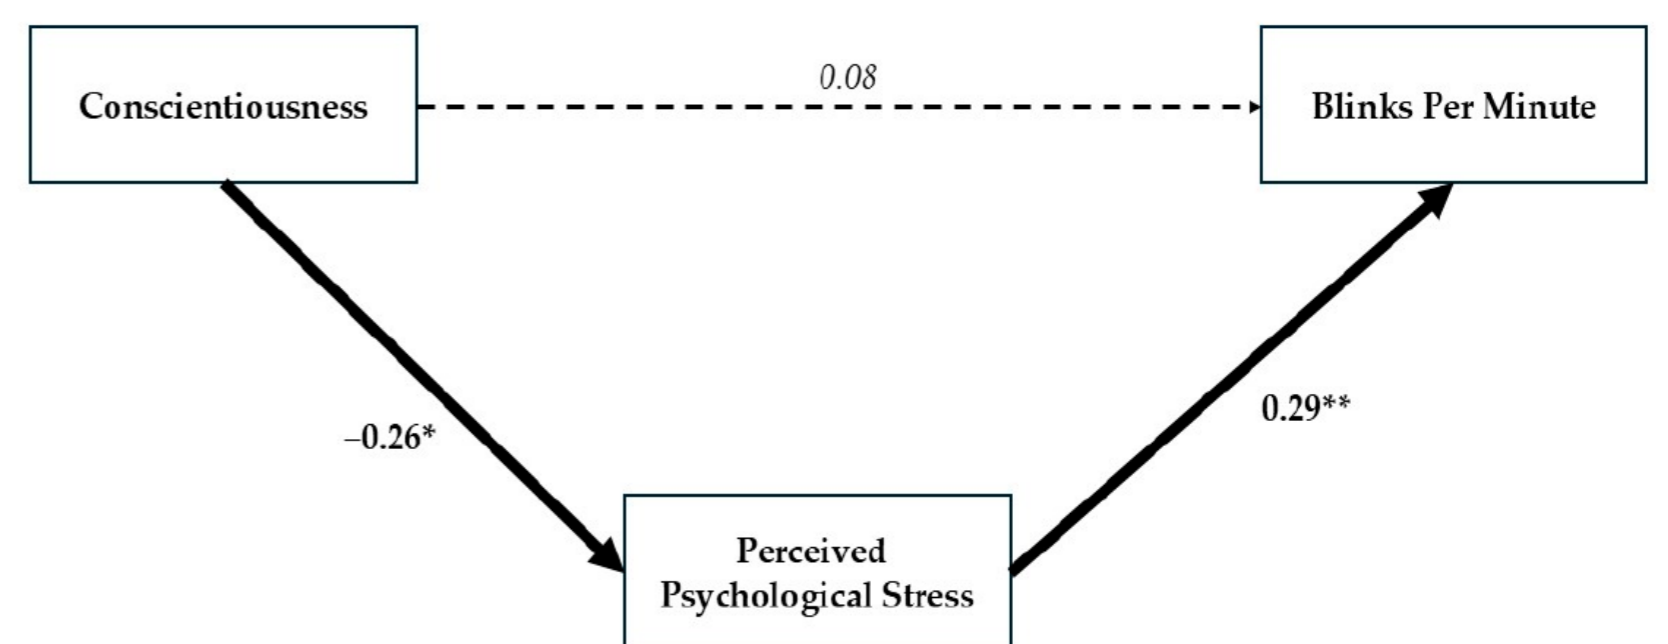 0.08
Conscientiousness
Blinks Per Minute
0.29**
–0.26*
Perceived
Psychological Stress